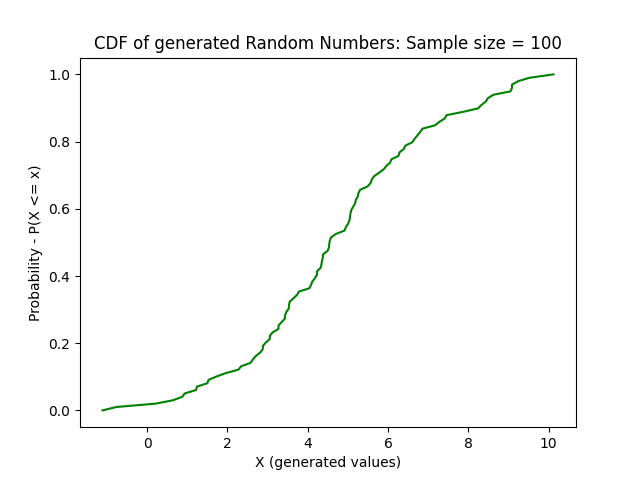 CDF of generated Random Numbers: Sample size = 100
1.0
0.8
0.6
0.4
0.2
0.0
Probability - P(X <= x)
0 2 4 6 8 10
X (generated values)